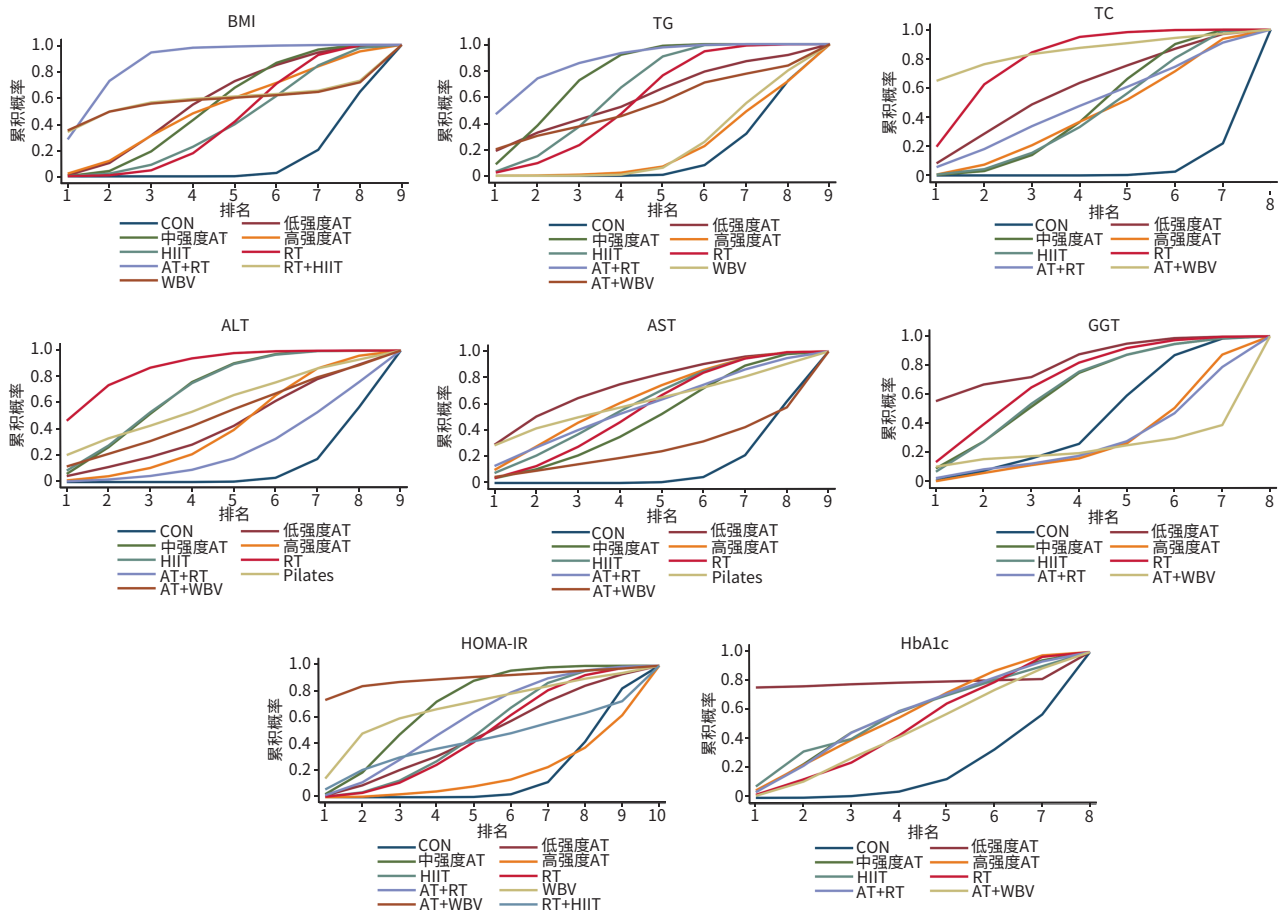 BMI
1.0
0.8
0.6
0.4
0.2
0
累积概率
1 2 3 4 5 6 7 8 9
排名
CON 低强度AT
中强度AT 高强度AT
HIIT RT
AT+RT RT+HIIT
WBV
TG
1.0
0.8
0.6
0.4
0.2
0
累积概率
1 2 3 4 5 6 7 8 9
排名
CON 低强度AT
中强度AT 高强度AT
HIIT RT
AT+RT WBV
AT+WBV
TC
1.0
0.8
0.6
0.4
0.2
0
累积概率
1 2 3 4 5 6 7 8
排名
CON 低强度AT
中强度AT 高强度AT
HIIT RT
AT+RT AT+WBV
ALT
1.0
0.8
0.6
0.4
0.2
0
累积概率
1 2 3 4 5 6 7 8 9
排名
CON 低强度AT
中强度AT 高强度AT
HIIT RT
AT+RT Pilates
AT+WBV
AST
1.0
0.8
0.6
0.4
0.2
0
累积概率
1 2 3 4 5 6 7 8 9
排名
CON 低强度AT
中强度AT 高强度AT
HIIT RT
AT+RT Pilates
AT+WBV
GGT
1.0
0.8
0.6
0.4
0.2
0
累积概率
1 2 3 4 5 6 7 8
排名
CON 低强度AT
中强度AT 高强度AT
HIIT RT
AT+RT AT+WBV
HOMA-IR
1.0
0.8
0.6
0.4
0.2
0
累积概率
1 2 3 4 5 6 7 8 9 10
排名
CON 低强度AT
中强度AT 高强度AT
HIIT RT
AT+RT WBV
AT+WBV RT+HIIT
HbA1c
1.0
0.8
0.6
0.4
0.2
0
累积概率
1 2 3 4 5 6 7 8
排名
CON 低强度AT
中强度AT 高强度AT
HIIT RT
AT+RT AT+WBV